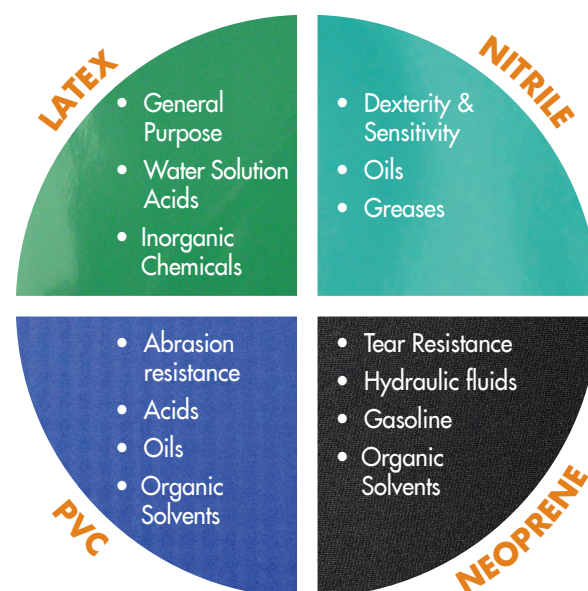 LATEX
• General
Purpose
• Water Solution
Acids
• Inorganic
Chemicals
NITRILE
• Dexterity &
Sensitivity
• Oils
• Greases
PVC
• Abrasion
resistance
• Acids
• Oils
• Organic
Solvents
NEOPRENE
• Tear Resistance
• Hydraulic fluids
• Gasoline
• Organic
Solvents